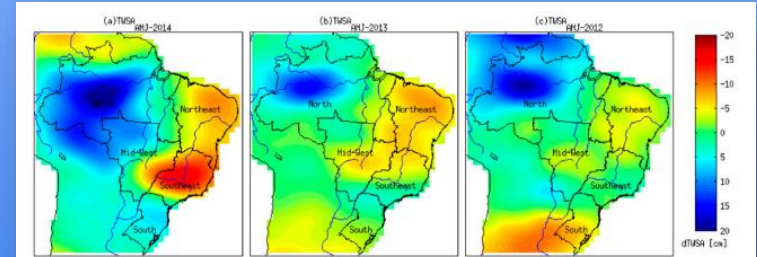 (a)TWSA
AMJ-2014
Northeast
Mid-West
Southeast
South
(b)TWSA
AMJ-2013
North
Northeast
Mid-West
Southeast
South
(c)TWSA
AMJ-2012
North
Northeast
Mid-West
Southeast
South
-20
-15
-10
-5
0
5
10
15
20
dTWSA [cm]